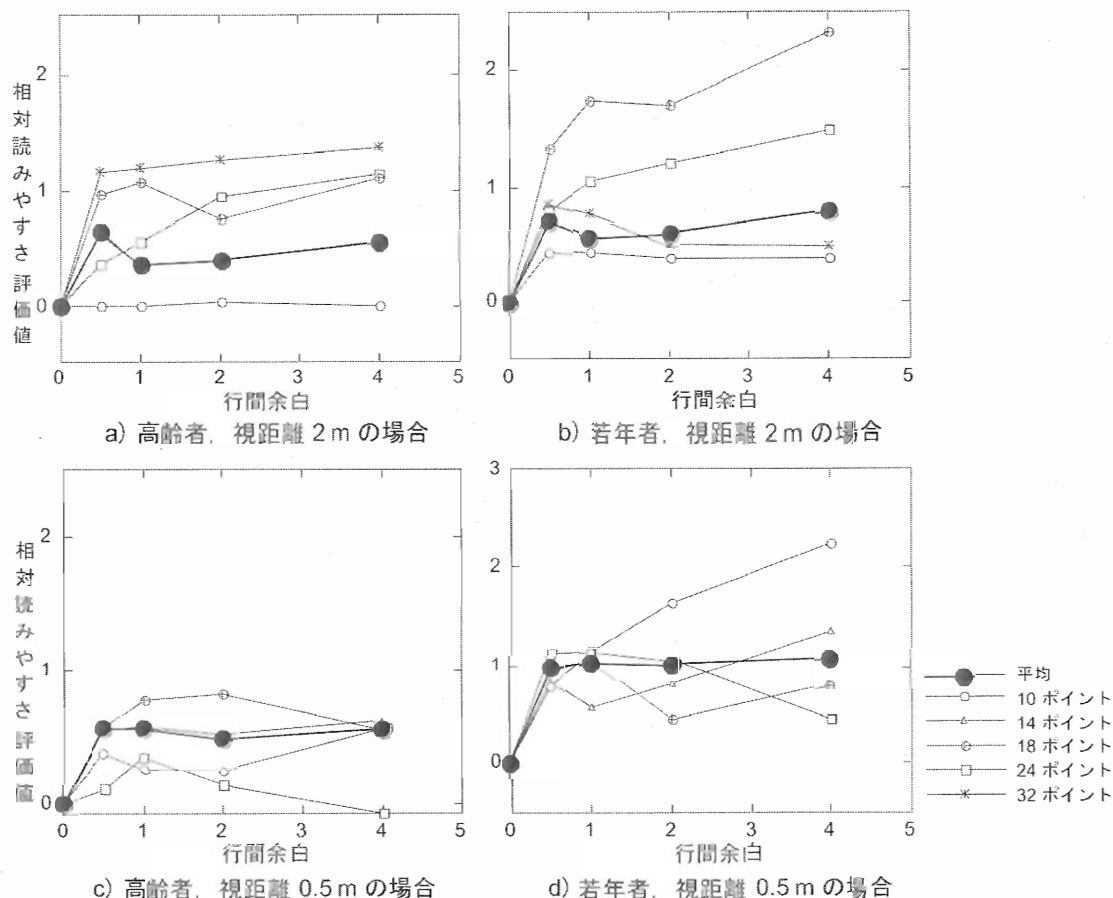 相対読みやすさ評価値
2
1
0
0 1 2 3 4 5
行間余白
a) 高齢者，視距離 2 m の場合
2
1
0
0 1 2 3 4 5
行間余白
b) 若年者，視距離 2 m の場合
相対読みやすさ評価値
2
1
0
0 1 2 3 4 5
行間余白
c) 高齢者，視距離 0.5 m の場合
3
2
1
0
0 1 2 3 4 5
行間余白
d) 若年者，視距離 0.5 m の場合
平均
10 ポイント
14 ポイント
18 ポイント
24 ポイント
32 ポイント